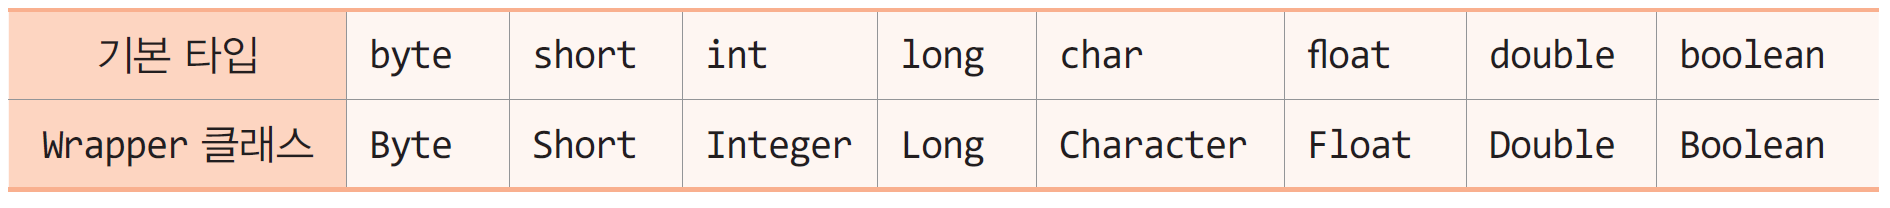 기본 타입 byte short int long char float double boolean
Wrapper 클래스 Byte Short Integer Long Character Float Double Boolean